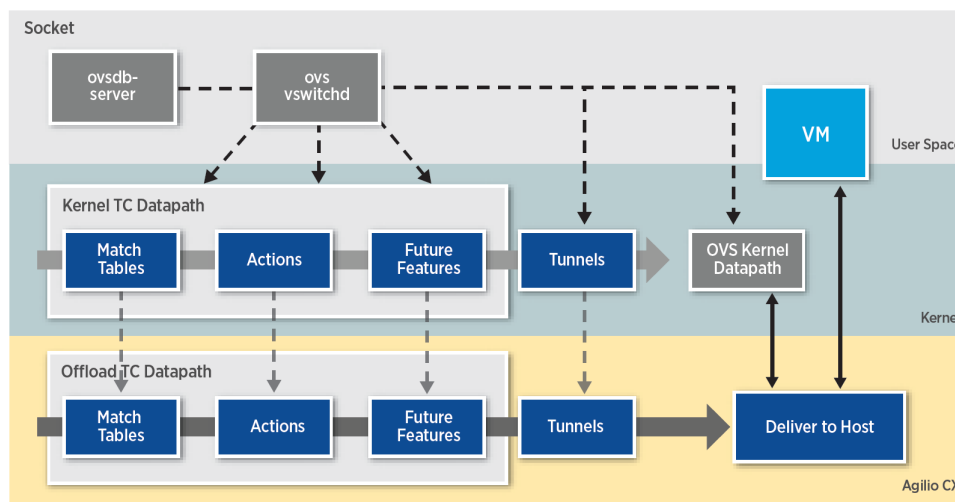 Socket
ovsdb-
server
ovs
vswitchd
VM
User Space
Kernel TC Datapath
Match
Tables
Actions
Future
Features
Tunnels
OVS Kernel
Datapath
Kerne
Offload TC Datapath
Match
Tables
Actions
Future
Features
Tunnels
Deliver to Host
Agilio CX